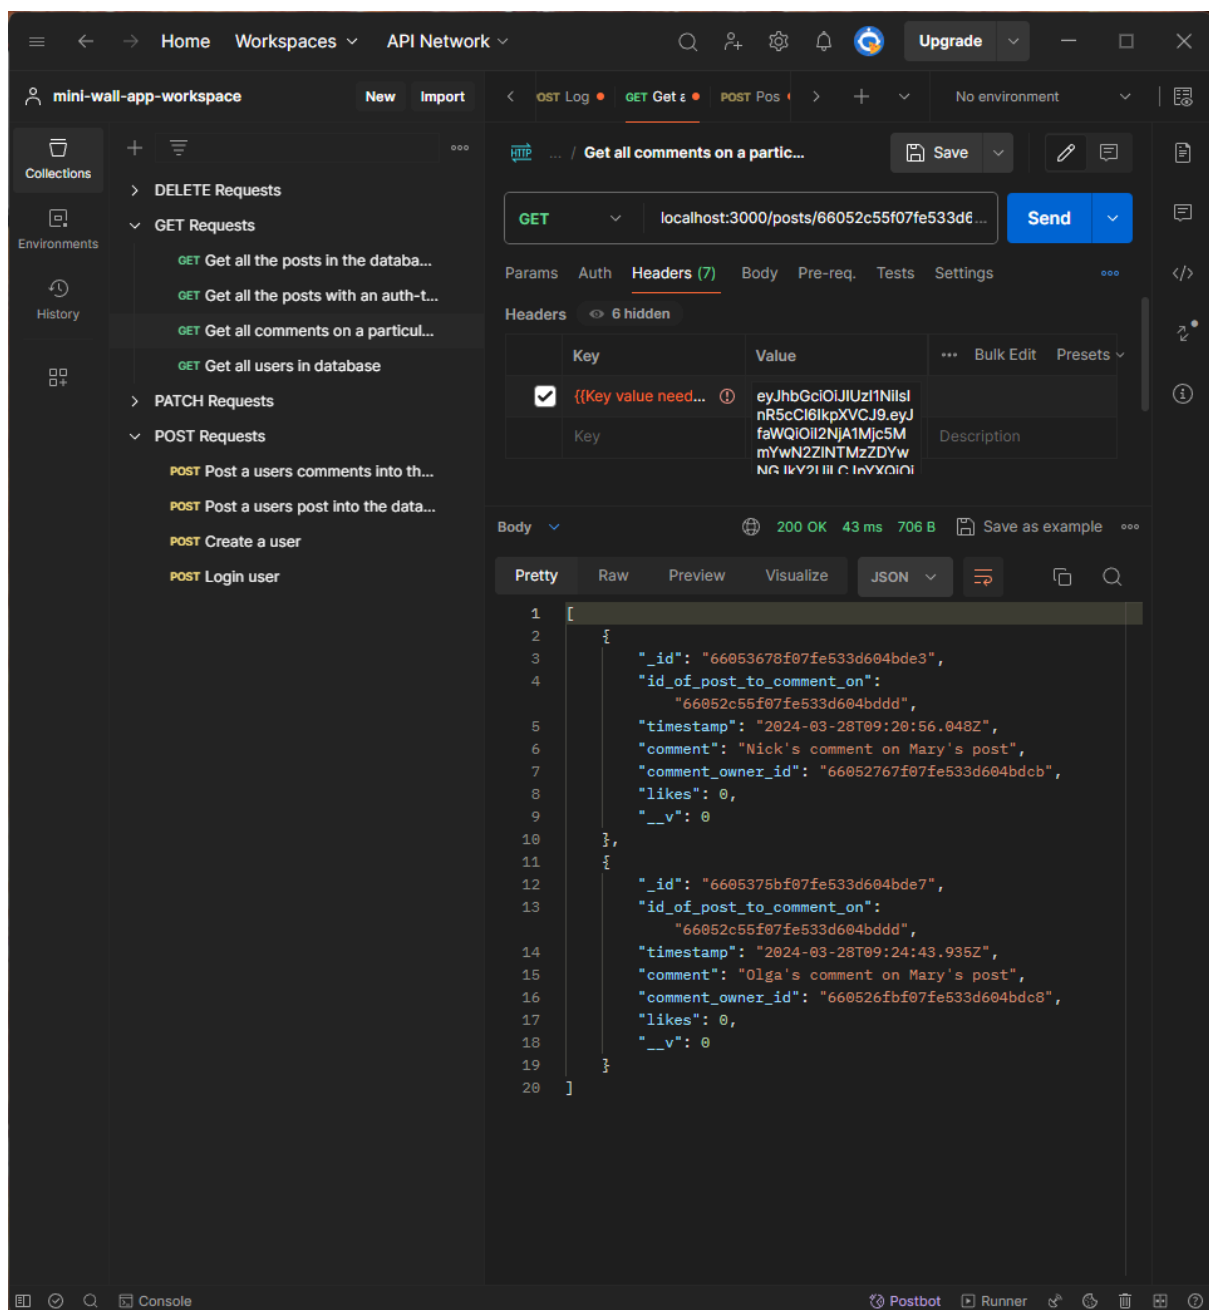 Home Workspaces API Network Upgrade
mini-wall-app-workspace New Import
OST Log GET Get a POST Pos No environment
Collections
Environments
History
DELETE Requests
GET Requests
GET Get all the posts in the databa...
GET Get all the posts with an auth-t...
GET Get all comments on a particul...
GET Get all users in database
PATCH Requests
POST Requests
POST Post a users comments into th...
POST Post a users post into the data...
POST Create a user
POST Login user
HTTP ... / Get all comments on a partic... Save
GET localhost:3000/posts/66052c55f07fe533d6... Send
Params Auth Headers (7) Body Pre-req. Tests Settings
Headers 6 hidden
Key Value Bulk Edit Presets
{{Key value need...
Key Description
Body 200 OK 43 ms 706 B Save as example
Pretty Raw Preview Visualize JSON
1 [
2 {
3 "_id": "66053678f07fe533d604bde3",
4 "id_of_post_to_comment_on":
"66052c55f07fe533d604bddd",
5 "timestamp": "2024-03-28T09:20:56.048Z",
6 "comment": "Nick's comment on Mary's post",
7 "comment_owner_id": "66052767f07fe533d604bdcb",
8 "likes": 0,
9 "__v": 0
10 },
11 {
12 "_id": "6605375bf07fe533d604bde7",
13 "id_of_post_to_comment_on":
"66052c55f07fe533d604bddd",
14 "timestamp": "2024-03-28T09:24:43.935Z",
15 "comment": "Olga's comment on Mary's post",
16 "comment_owner_id": "660526fbf07fe533d604bdc8",
17 "likes": 0,
18 "__v": 0
19 }
20 ]
Console Postbot Runner